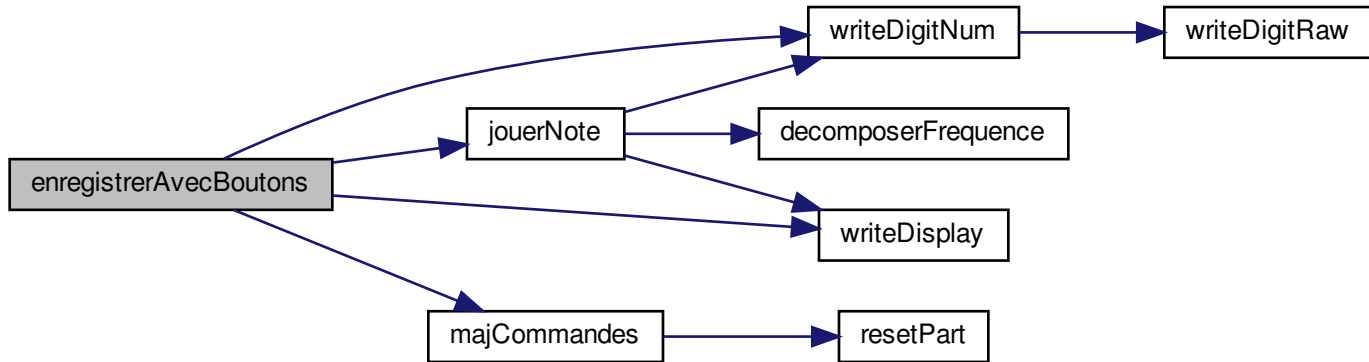 writeDigitNum
writeDigitRaw
jouerNote
decomposerFrequence
enregistrerAvecBoutons
writeDisplay
majCommandes
resetPart